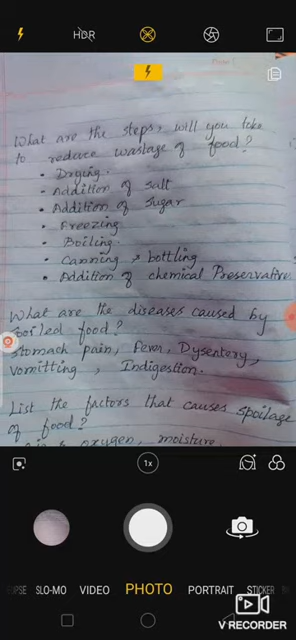 HDR
What are the steps, will you take
to reduce wastage of food?
• Drying.
• Addition of salt
• Addition of sugar
• Freezing
• Boiling.
• Canning & bottling
• Addition of chemical Preservative
What are the diseases caused by
spoiled food?
stomach pain, Fever, Dysentery,
Vomitting, Indigestion.
List the factors that causes spoilage
of food?
oxygen, moisture
1x
SLO-MO
VIDEO
PHOTO
PORTRAIT
STICKER
V RECORDER